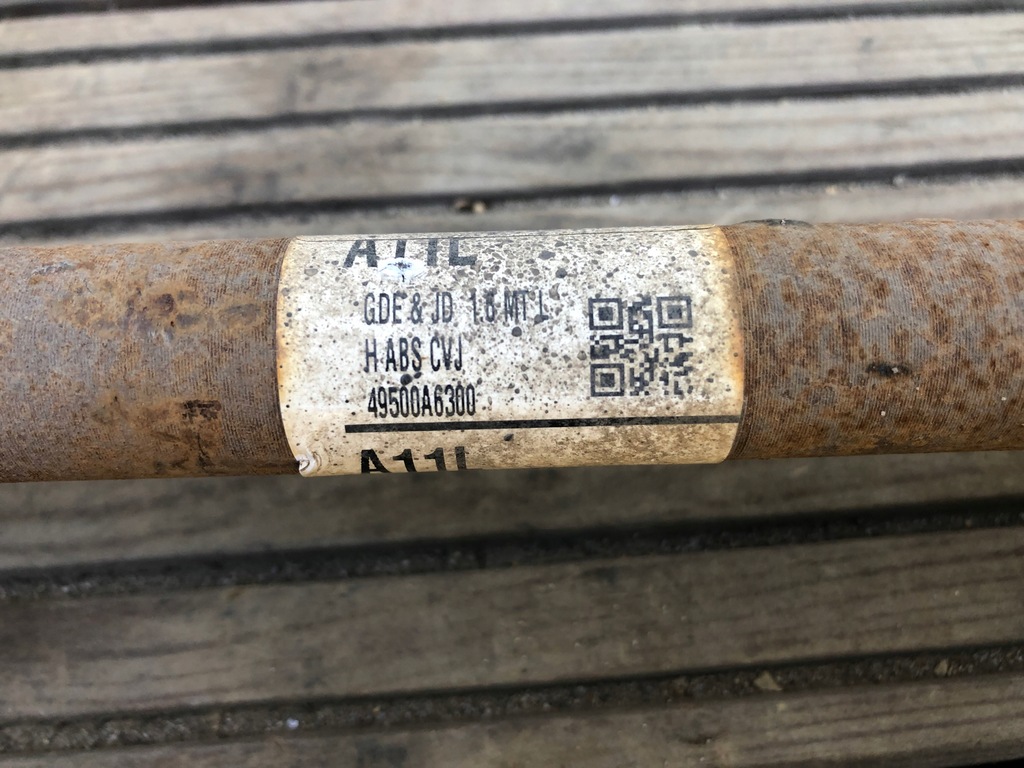 A11L
GDE & JD 1.6 MT L
H ABS CVJ
49500A6300
A11L